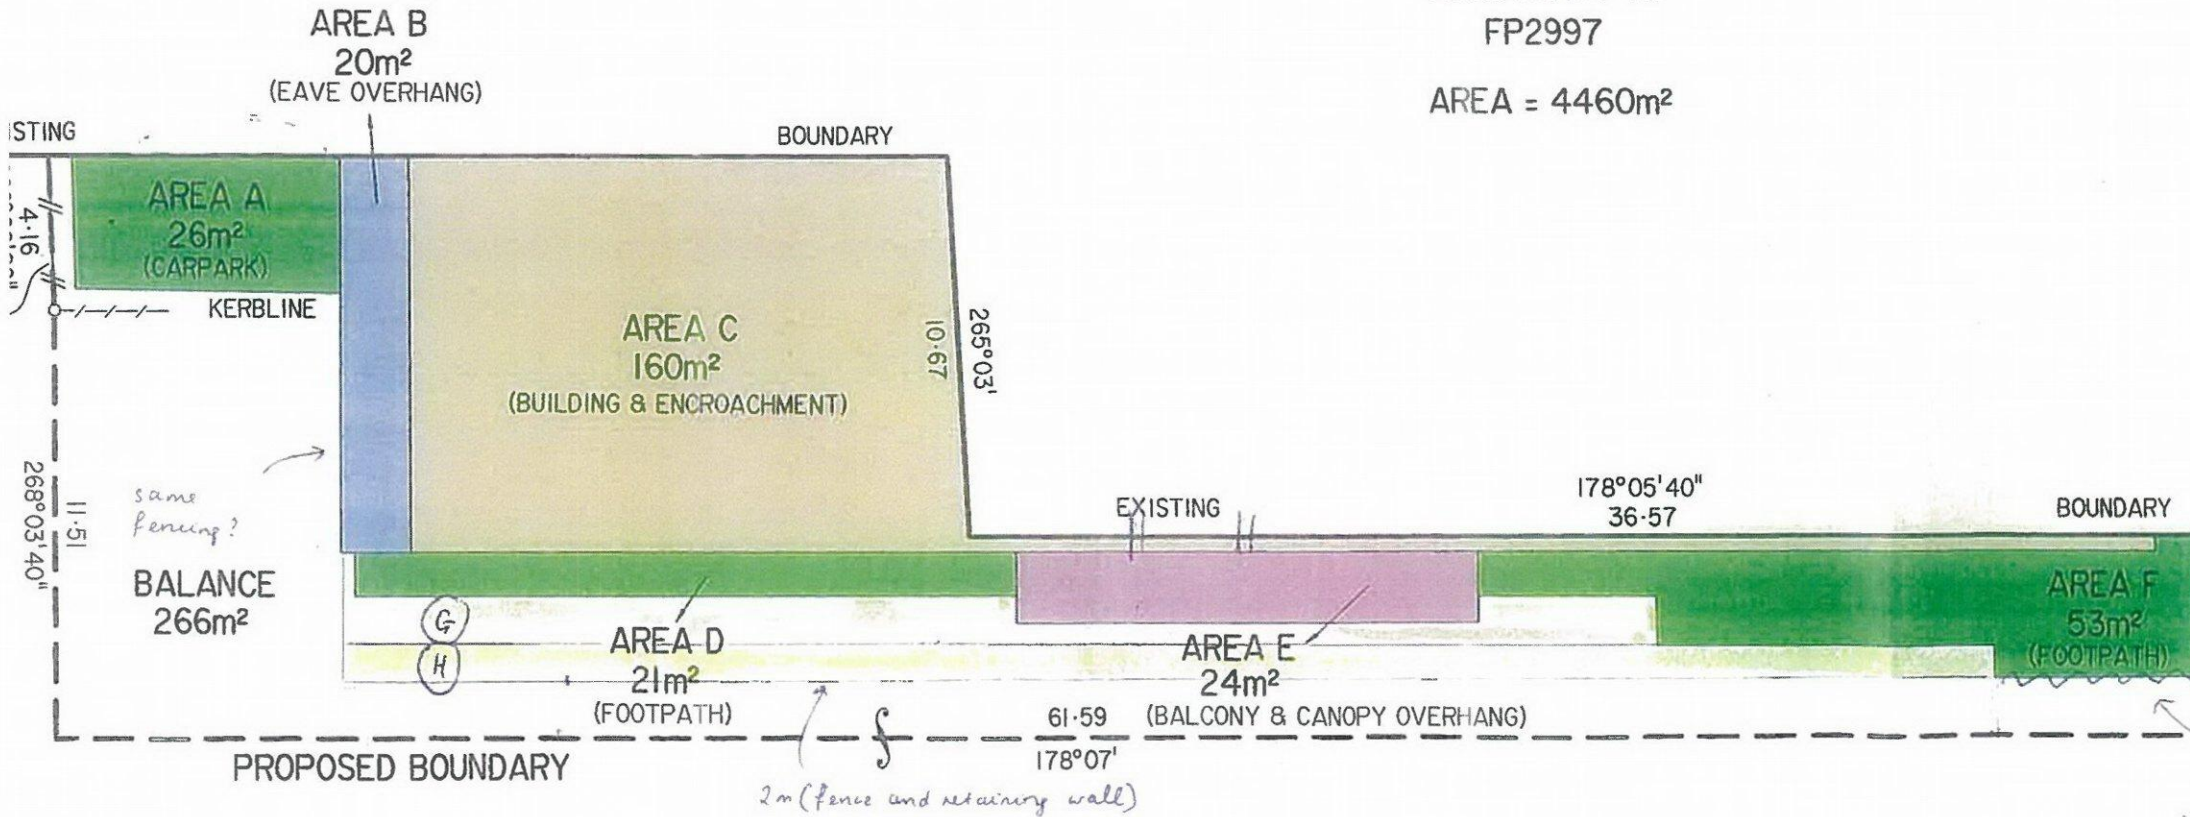 AREA B
20m²
(EAVE OVERHANG)
FP2997
AREA = 4460m²
ISTING
BOUNDARY
AREA A
26m²
(CARPARK)
4·16
KERBLINE
AREA C
160m²
(BUILDING & ENCROACHMENT)
10·67
265°03'
same
fencing?
268°03'40"
11·51
BALANCE
266m²
EXISTING
178°05'40"
36·57
BOUNDARY
AREA F
53m²
(FOOTPATH)
G
H
AREA D
21m²
(FOOTPATH)
AREA E
24m²
(BALCONY & CANOPY OVERHANG)
61·59
178°07'
PROPOSED BOUNDARY
2m (fence and retaining wall)